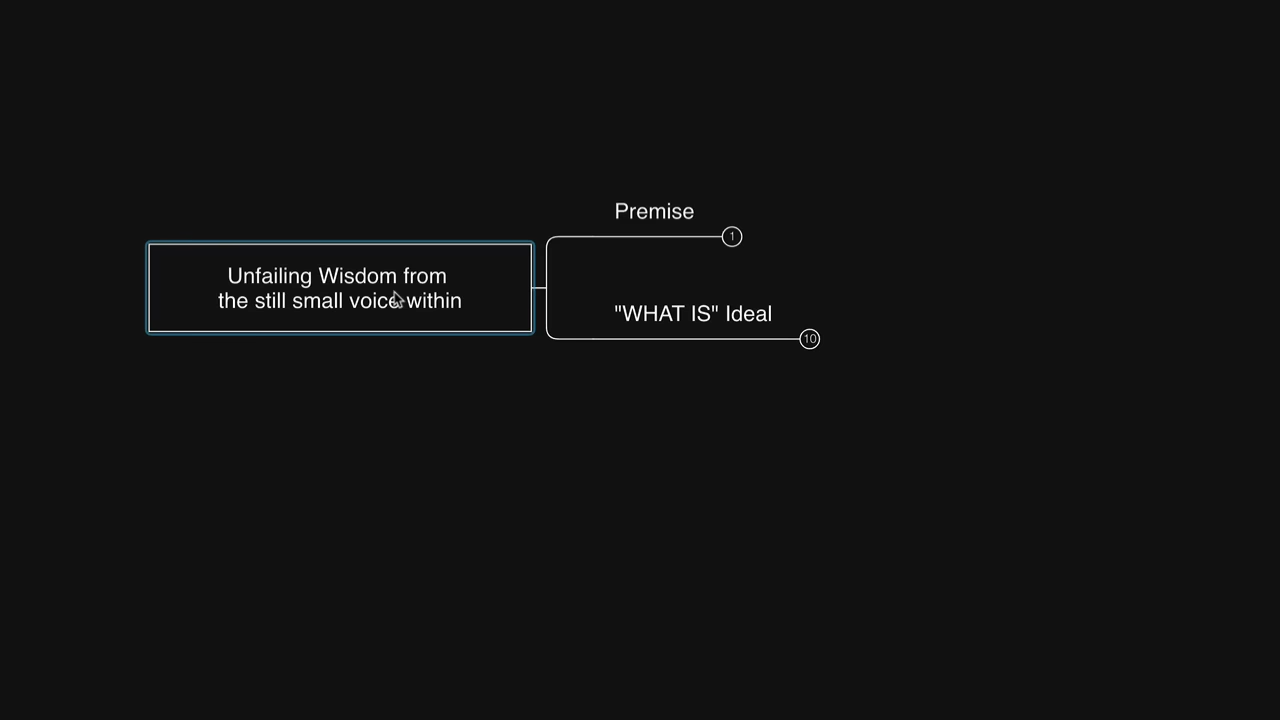 Premise
1
Unfailing Wisdom from
the still small voice within
"WHAT IS" Ideal
10